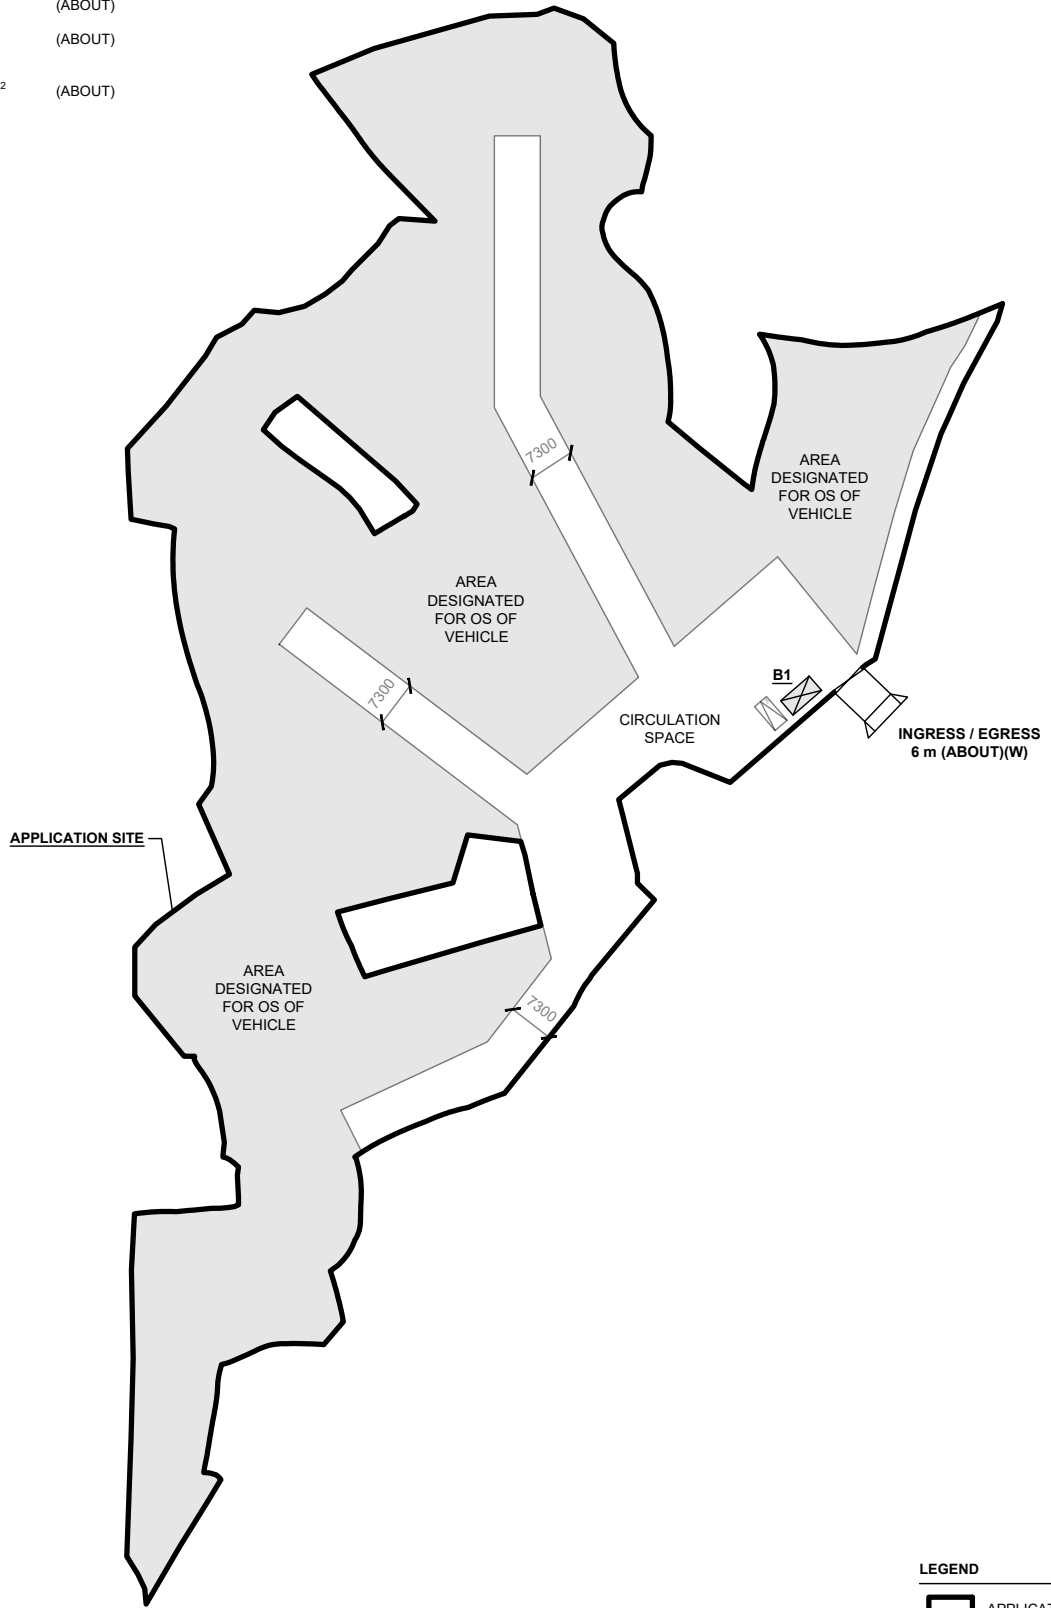 (ABOUT)
(ABOUT)
2 (ABOUT)
7300
AREA
DESIGNATED
FOR OS OF
VEHICLE
AREA
DESIGNATED
FOR OS OF
VEHICLE
7300
B1
CIRCULATION
SPACE
INGRESS / EGRESS
6 m (ABOUT)(W)
APPLICATION SITE
AREA
DESIGNATED
FOR OS OF
VEHICLE
7300
LEGEND